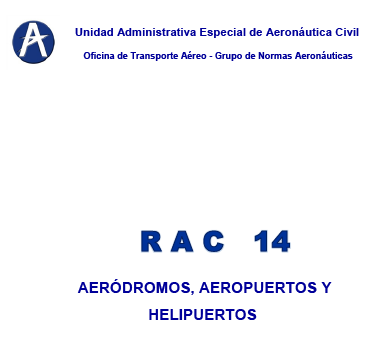 Unidad Administrativa Especial de Aeronáutica Civil
Oficina de Transporte Aéreo - Grupo de Normas Aeronáuticas
RAC 14
AERÓDROMOS, AEROPUERTOS Y
HELIPUERTOS